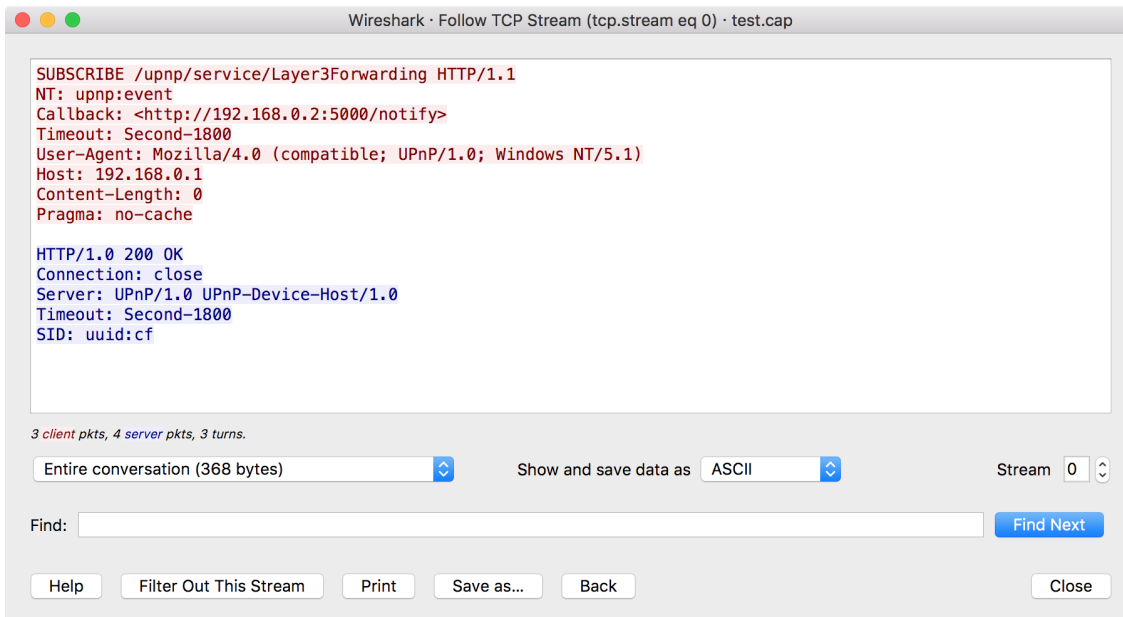 Wireshark · Follow TCP Stream (tcp.stream eq 0) · test.cap
SUBSCRIBE /upnp/service/Layer3Forwarding HTTP/1.1
NT: upnp:event
Callback: <http://192.168.0.2:5000/notify>
Timeout: Second-1800
User-Agent: Mozilla/4.0 (compatible; UPnP/1.0; Windows NT/5.1)
Host: 192.168.0.1
Content-Length: 0
Pragma: no-cache
HTTP/1.0 200 OK
Connection: close
Server: UPnP/1.0 UPnP-Device-Host/1.0
Timeout: Second-1800
SID: uuid:cf
3 client pkts, 4 server pkts, 3 turns.
Entire conversation (368 bytes) Show and save data as ASCII Stream 0
Find: Find Next
Help Filter Out This Stream Print Save as... Back Close